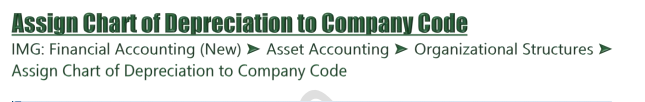 Assign Chart of Depreciation to Company Code
IMG: Financial Accounting (New) ➤ Asset Accounting ➤ Organizational Structures ➤
Assign Chart of Depreciation to Company Code